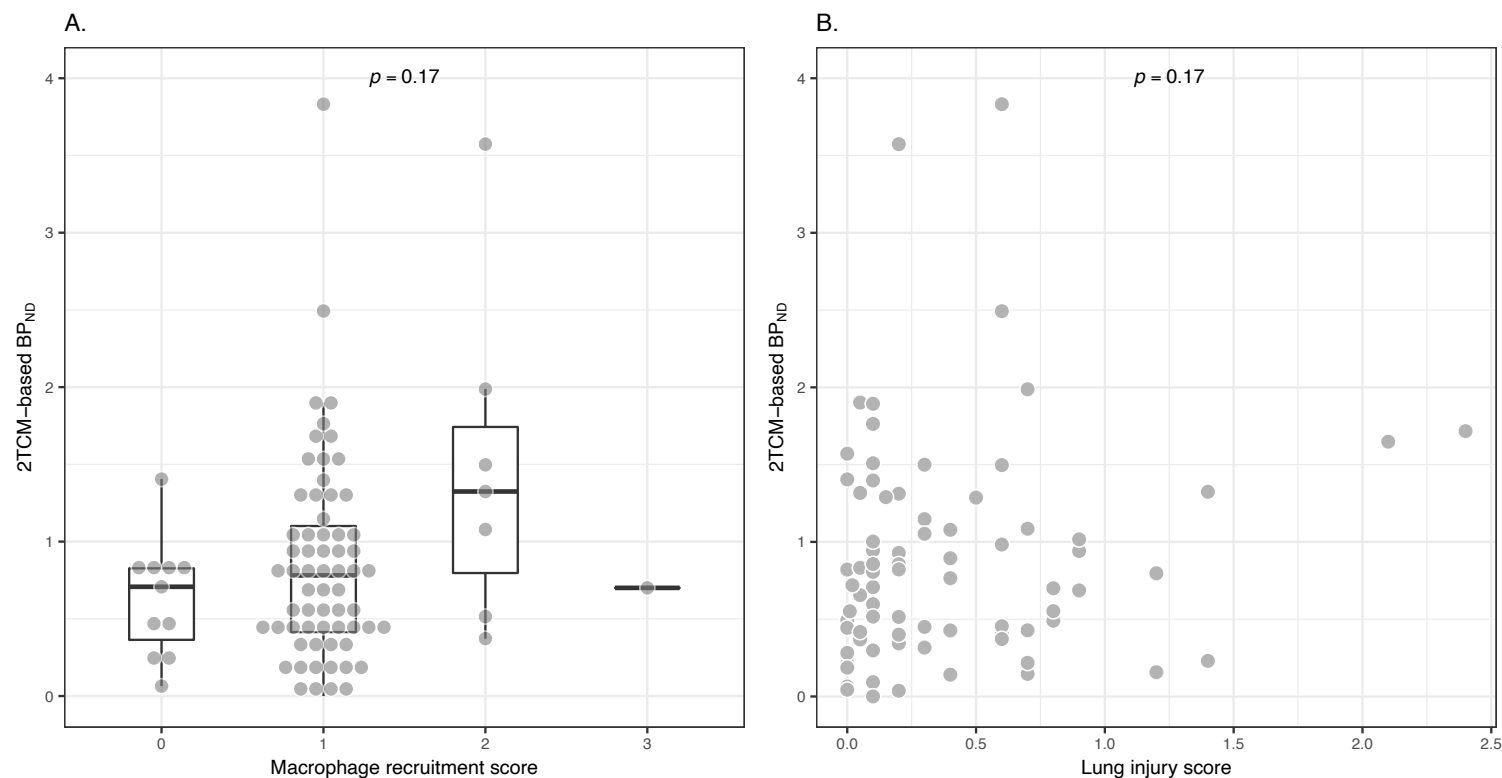 A.
p = 0.17
4
3
2
1
0
2TCM−based BPND
0
1
2
3
Macrophage recruitment score
B.
p = 0.17
4
3
2
1
0
2TCM−based BPND
0.0
0.5
1.0
1.5
2.0
2.5
Lung injury score